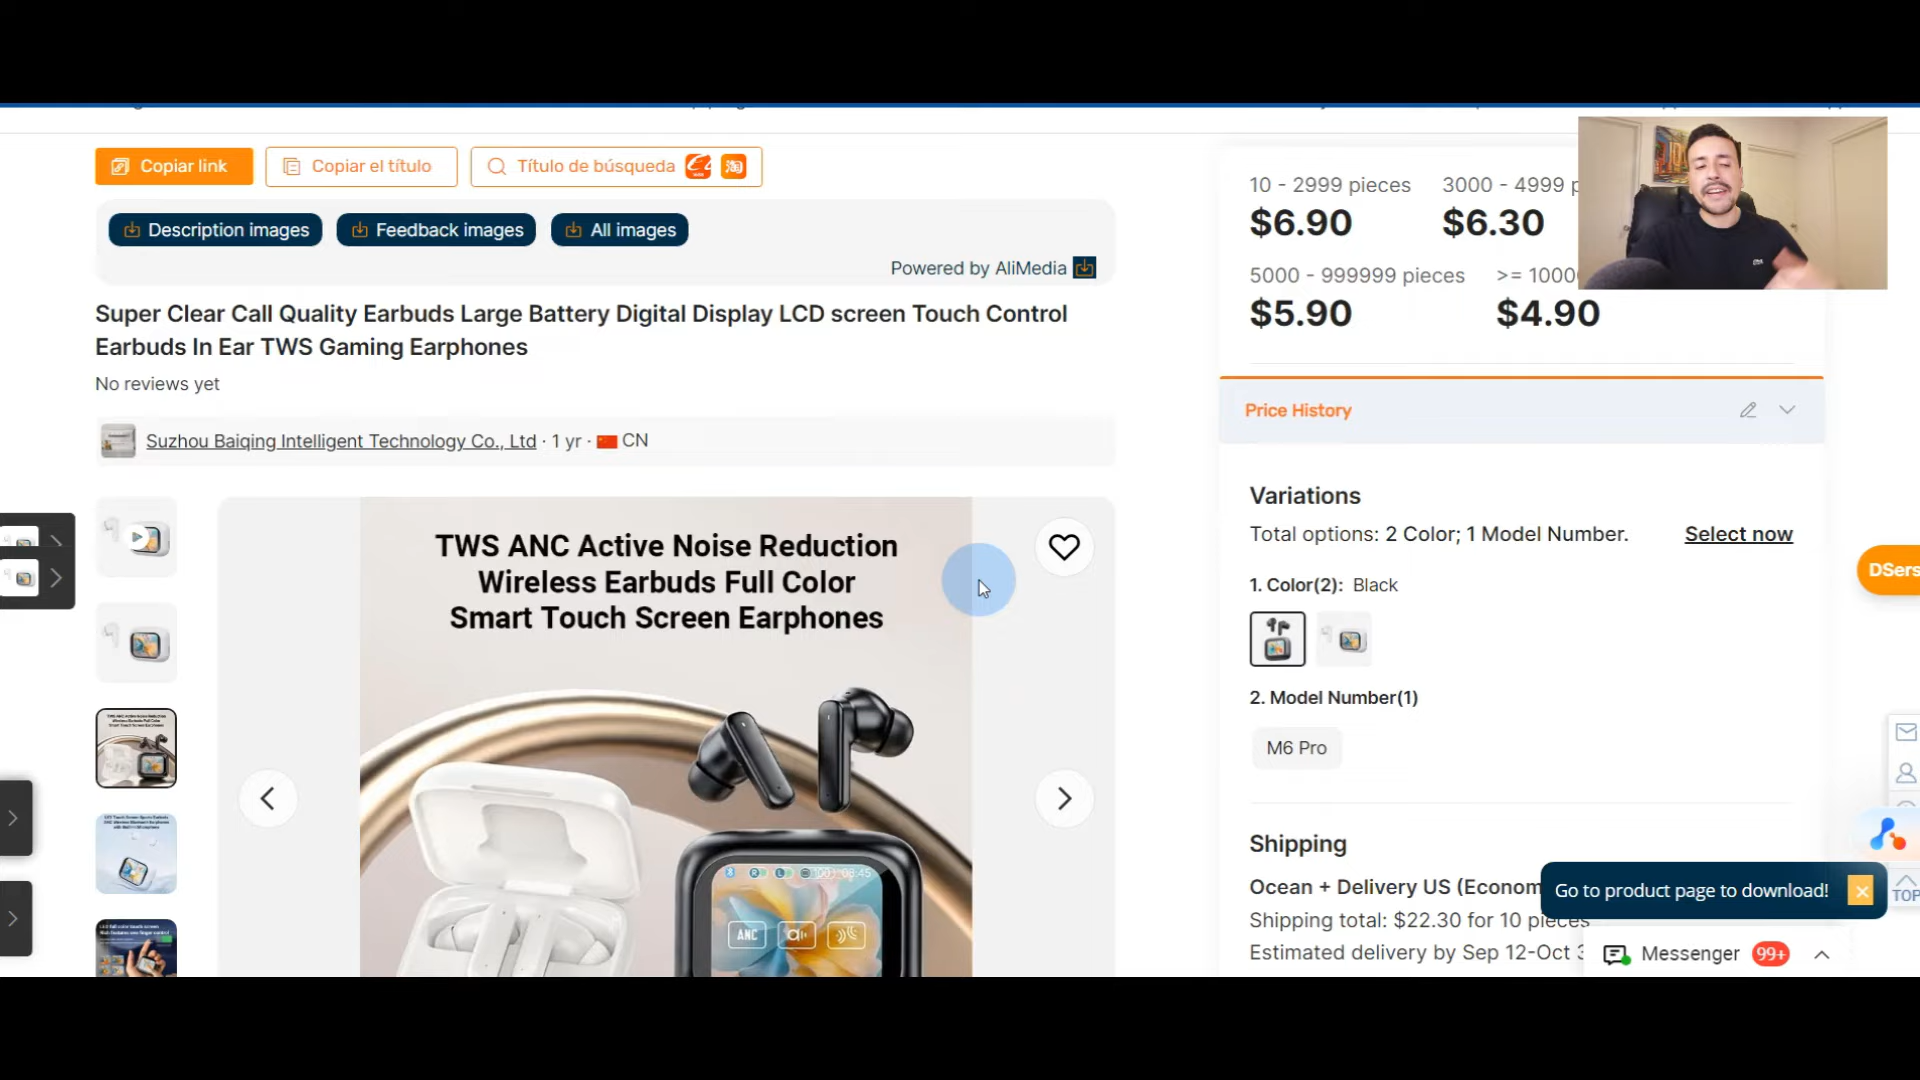 Copiar link
Copiar el título
Título de búsqueda
Description images
Feedback images
All images
Powered by AliMedia
Super Clear Call Quality Earbuds Large Battery Digital Display LCD screen Touch Control
Earbuds In Ear TWS Gaming Earphones
No reviews yet
Suzhou Baiqing Intelligent Technology Co., Ltd · 1 yr · CN
TWS ANC Active Noise Reduction
Wireless Earbuds Full Color
Smart Touch Screen Earphones
08:45
ANC
10 - 2999 pieces
$6.90
3000 - 4999 p
$6.30
5000 - 999999 pieces
$5.90
>= 1000
$4.90
Price History
Variations
Total options: 2 Color; 1 Model Number.
Select now
1. Color(2): Black
2. Model Number(1)
M6 Pro
Shipping
Ocean + Delivery US (Econom
Shipping total: $22.30 for 10 pieces
Estimated delivery by Sep 12-Oct
Go to product page to download!
Messenger 99+
DSers
TOP